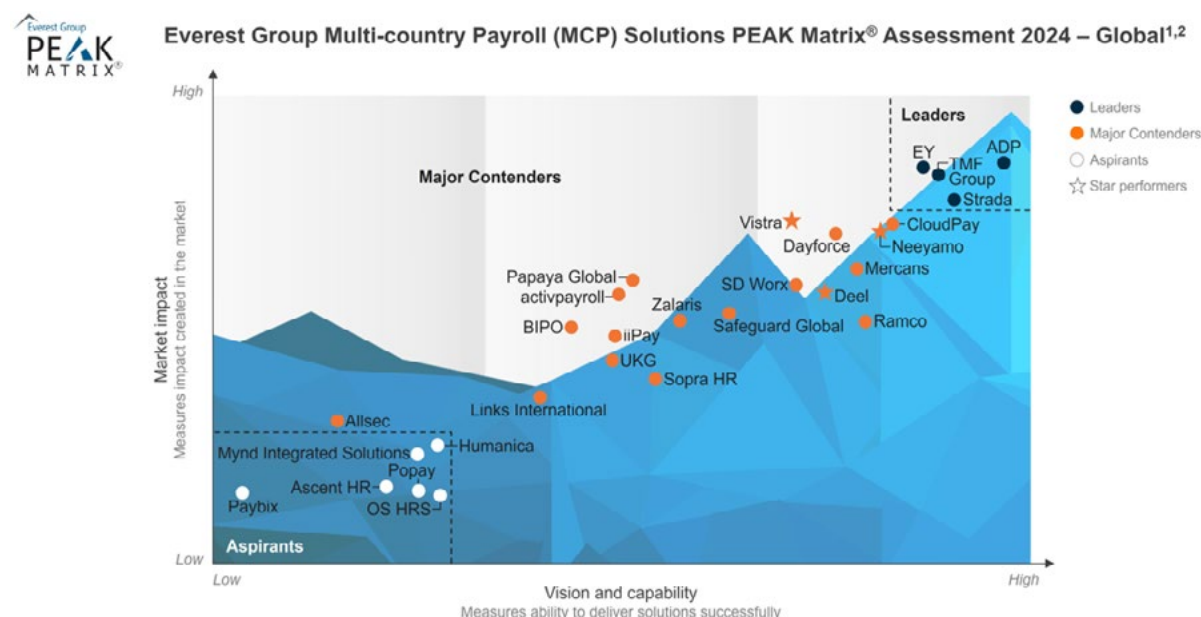 Everest Group
PEAK
MATRIX®
Everest Group Multi-country Payroll (MCP) Solutions PEAK Matrix® Assessment 2024 – Global1,2
High
Leaders
Major Contenders
Aspirants
Star performers
Leaders
EY
TMF
Group
ADP
Strada
Major Contenders
Vistra
CloudPay
Dayforce
Neeyamo
Papaya Global
activpayroll
SD Worx
Mercans
Zalaris
Deel
BIPO
iiPay
Safeguard Global
Ramco
UKG
Sopra HR
Links International
Allsec
Mynd Integrated Solutions
Humanica
Popay
Ascent HR
Paybix
OS HRS
Aspirants
Market impact
Measures impact created in the market
Low
Low
High
Vision and capability
Measures ability to deliver solutions successfully